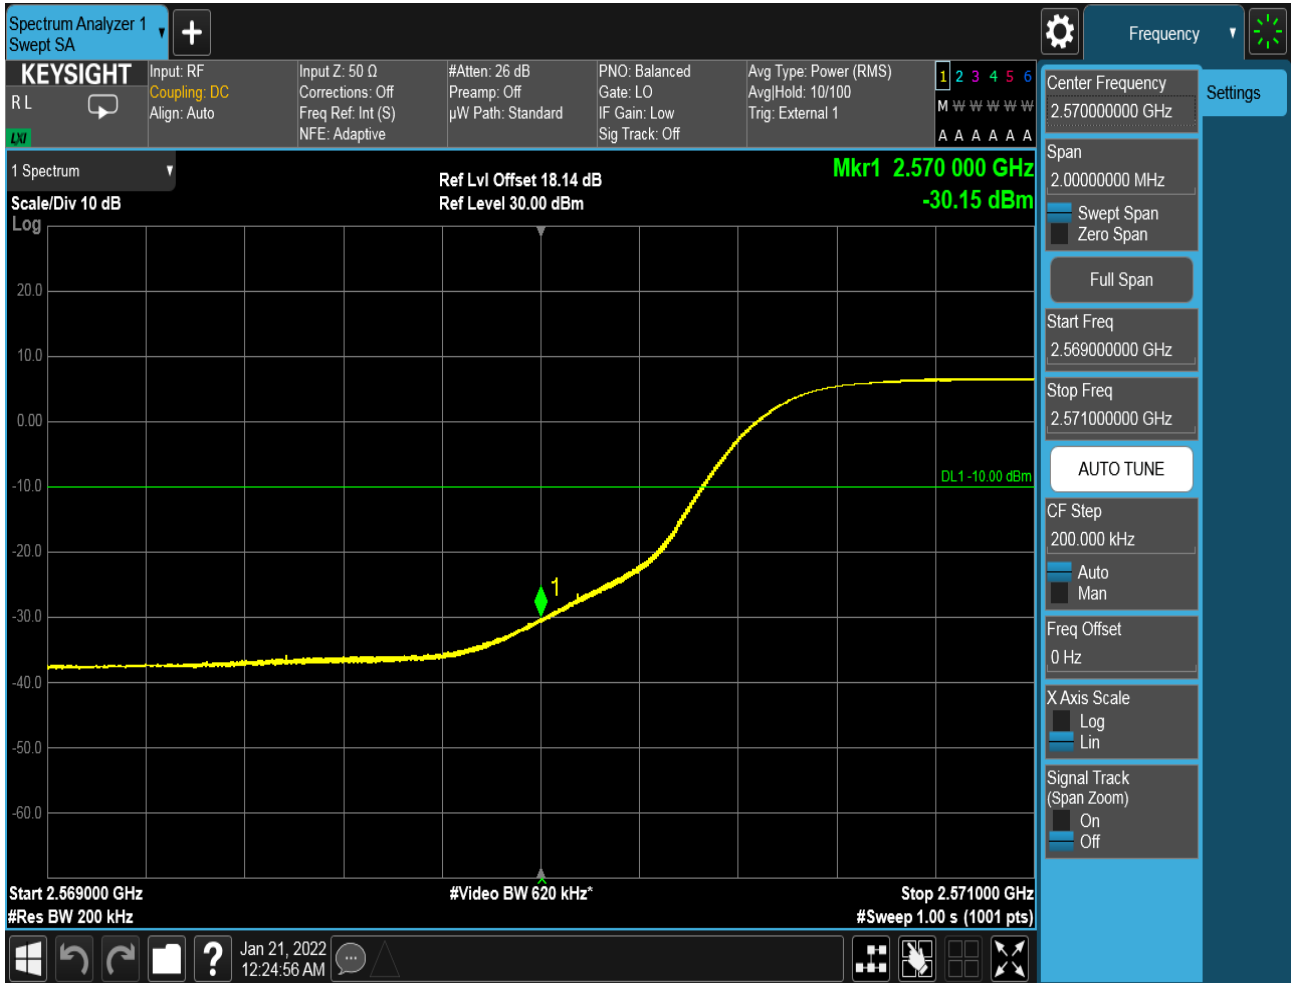 Spectrum Analyzer 1
Swept SA
Frequency
KEYSIGHT
R L
LXI
Input: RF
Coupling: DC
Align: Auto
Input Z: 50 Ω
Corrections: Off
Freq Ref: Int (S)
NFE: Adaptive
#Atten: 26 dB
Preamp: Off
µW Path: Standard
PNO: Balanced
Gate: LO
IF Gain: Low
Sig Track: Off
Avg Type: Power (RMS)
Avg|Hold: 10/100
Trig: External 1
1 2 3 4 5 6
M W W W W W
A A A A A A
1 Spectrum
Scale/Div 10 dB
Log
Ref Lvl Offset 18.14 dB
Ref Level 30.00 dBm
Mkr1 2.570 000 GHz
-30.15 dBm
20.0
10.0
0.00
-10.0
-20.0
-30.0
-40.0
-50.0
-60.0
DL1 -10.00 dBm
1
Start 2.569000 GHz
#Res BW 200 kHz
#Video BW 620 kHz*
Stop 2.571000 GHz
#Sweep 1.00 s (1001 pts)
Center Frequency
2.570000000 GHz
Span
2.00000000 MHz
Swept Span
Zero Span
Full Span
Start Freq
2.569000000 GHz
Stop Freq
2.571000000 GHz
AUTO TUNE
CF Step
200.000 kHz
Auto
Man
Freq Offset
0 Hz
X Axis Scale
Log
Lin
Signal Track
(Span Zoom)
On
Off
Settings
?
Jan 21, 2022
12:24:56 AM